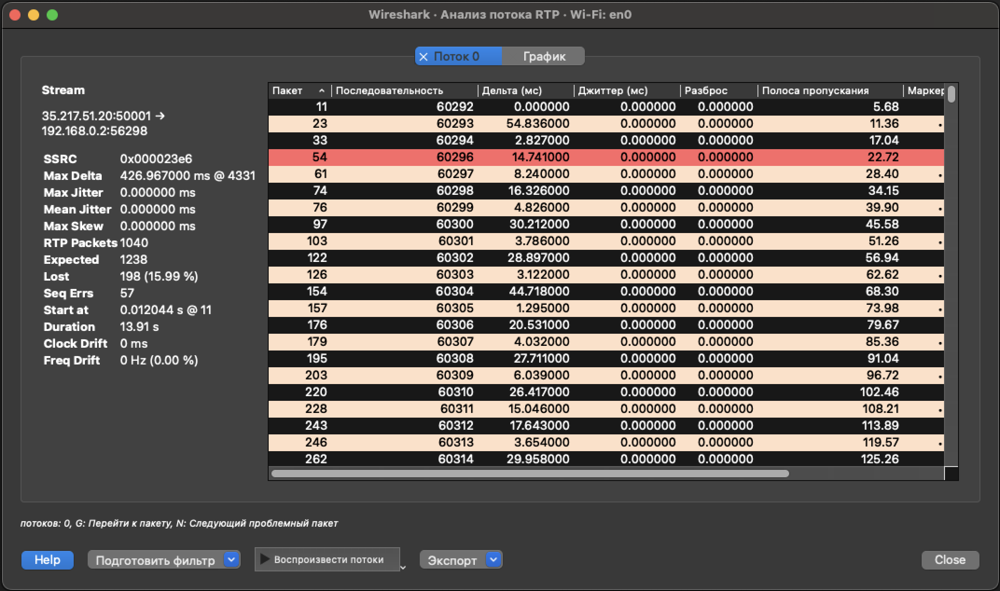 Wireshark · Анализ потока RTP · Wi-Fi: en0
Поток 0 График
Stream
35.217.51.20:50001 →
192.168.0.2:56298
SSRC 0x000023e6
Max Delta 426.967000 ms @ 4331
Max Jitter 0.000000 ms
Mean Jitter 0.000000 ms
Max Skew 0.000000 ms
RTP Packets 1040
Expected 1238
Lost 198 (15.99 %)
Seq Errs 57
Start at 0.012044 s @ 11
Duration 13.91 s
Clock Drift 0 ms
Freq Drift 0 Hz (0.00 %)
Пакет Последовательность Дельта (мс) Джиттер (мс) Разброс Полоса пропускания Маркер
11 60292 0.000000 0.000000 0.000000 5.68
23 60293 54.836000 0.000000 0.000000 11.36 •
33 60294 2.827000 0.000000 0.000000 17.04
54 60296 14.741000 0.000000 0.000000 22.72
61 60297 8.240000 0.000000 0.000000 28.40 •
74 60298 16.326000 0.000000 0.000000 34.15
76 60299 4.826000 0.000000 0.000000 39.90 •
97 60300 30.212000 0.000000 0.000000 45.58
103 60301 3.786000 0.000000 0.000000 51.26 •
122 60302 28.897000 0.000000 0.000000 56.94
126 60303 3.122000 0.000000 0.000000 62.62 •
154 60304 44.718000 0.000000 0.000000 68.30
157 60305 1.295000 0.000000 0.000000 73.98 •
176 60306 20.531000 0.000000 0.000000 79.67
179 60307 4.032000 0.000000 0.000000 85.36 •
195 60308 27.711000 0.000000 0.000000 91.04
203 60309 6.039000 0.000000 0.000000 96.72 •
220 60310 26.417000 0.000000 0.000000 102.46
228 60311 15.046000 0.000000 0.000000 108.21 •
243 60312 17.643000 0.000000 0.000000 113.89
246 60313 3.654000 0.000000 0.000000 119.57 •
262 60314 29.958000 0.000000 0.000000 125.26
потоков: 0, G: Перейти к пакету, N: Следующий проблемный пакет
Help Подготовить фильтр Воспроизвести потоки Экспорт Close